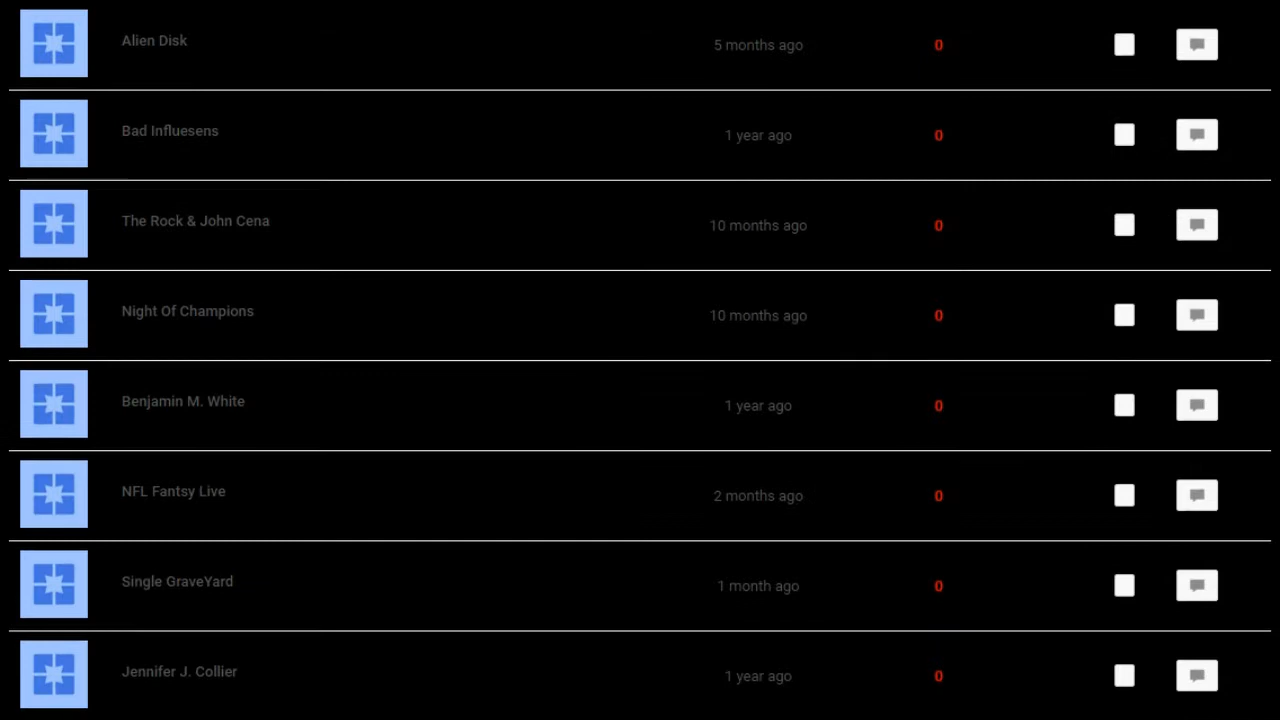 Alien Disk 5 months ago 0
Bad Influesens 1 year ago 0
The Rock & John Cena 10 months ago 0
Night Of Champions 10 months ago 0
Benjamin M. White 1 year ago 0
NFL Fantsy Live 2 months ago 0
Single GraveYard 1 month ago 0
Jennifer J. Collier 1 year ago 0